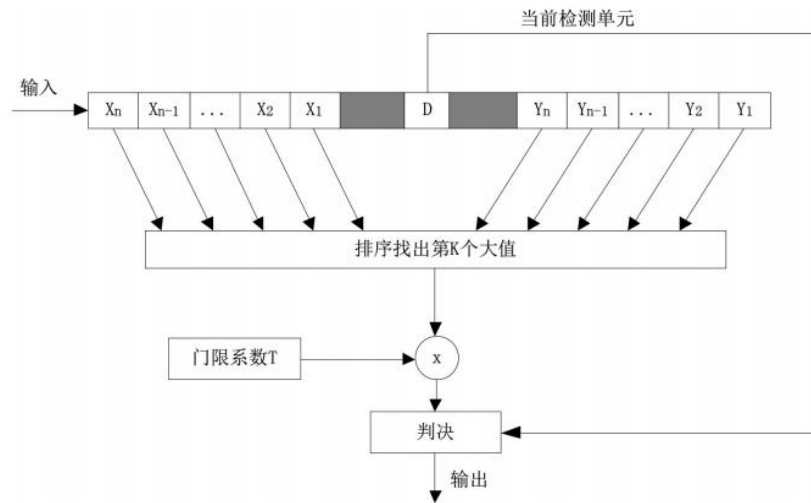 当前检测单元
输入
Xn Xn-1 ... X2 X1 D Yn Yn-1 ... Y2 Y1
排序找出第K个大值
门限系数T
x
判决
输出